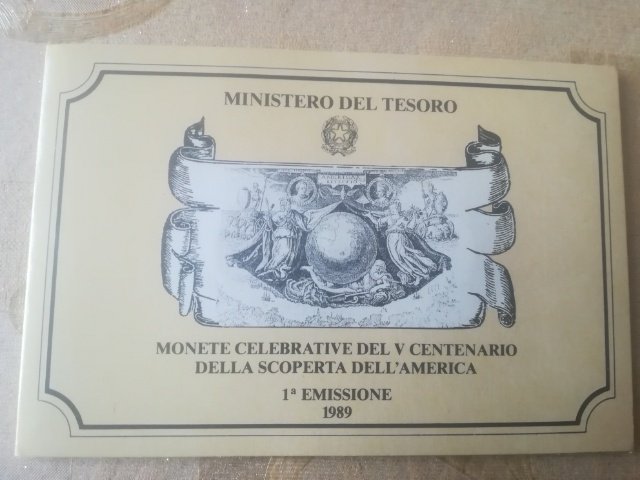 MINISTERO DEL TESORO
MONETE CELEBRATIVE DEL V CENTENARIO
DELLA SCOPERTA DELL'AMERICA
1ª EMISSIONE
1989